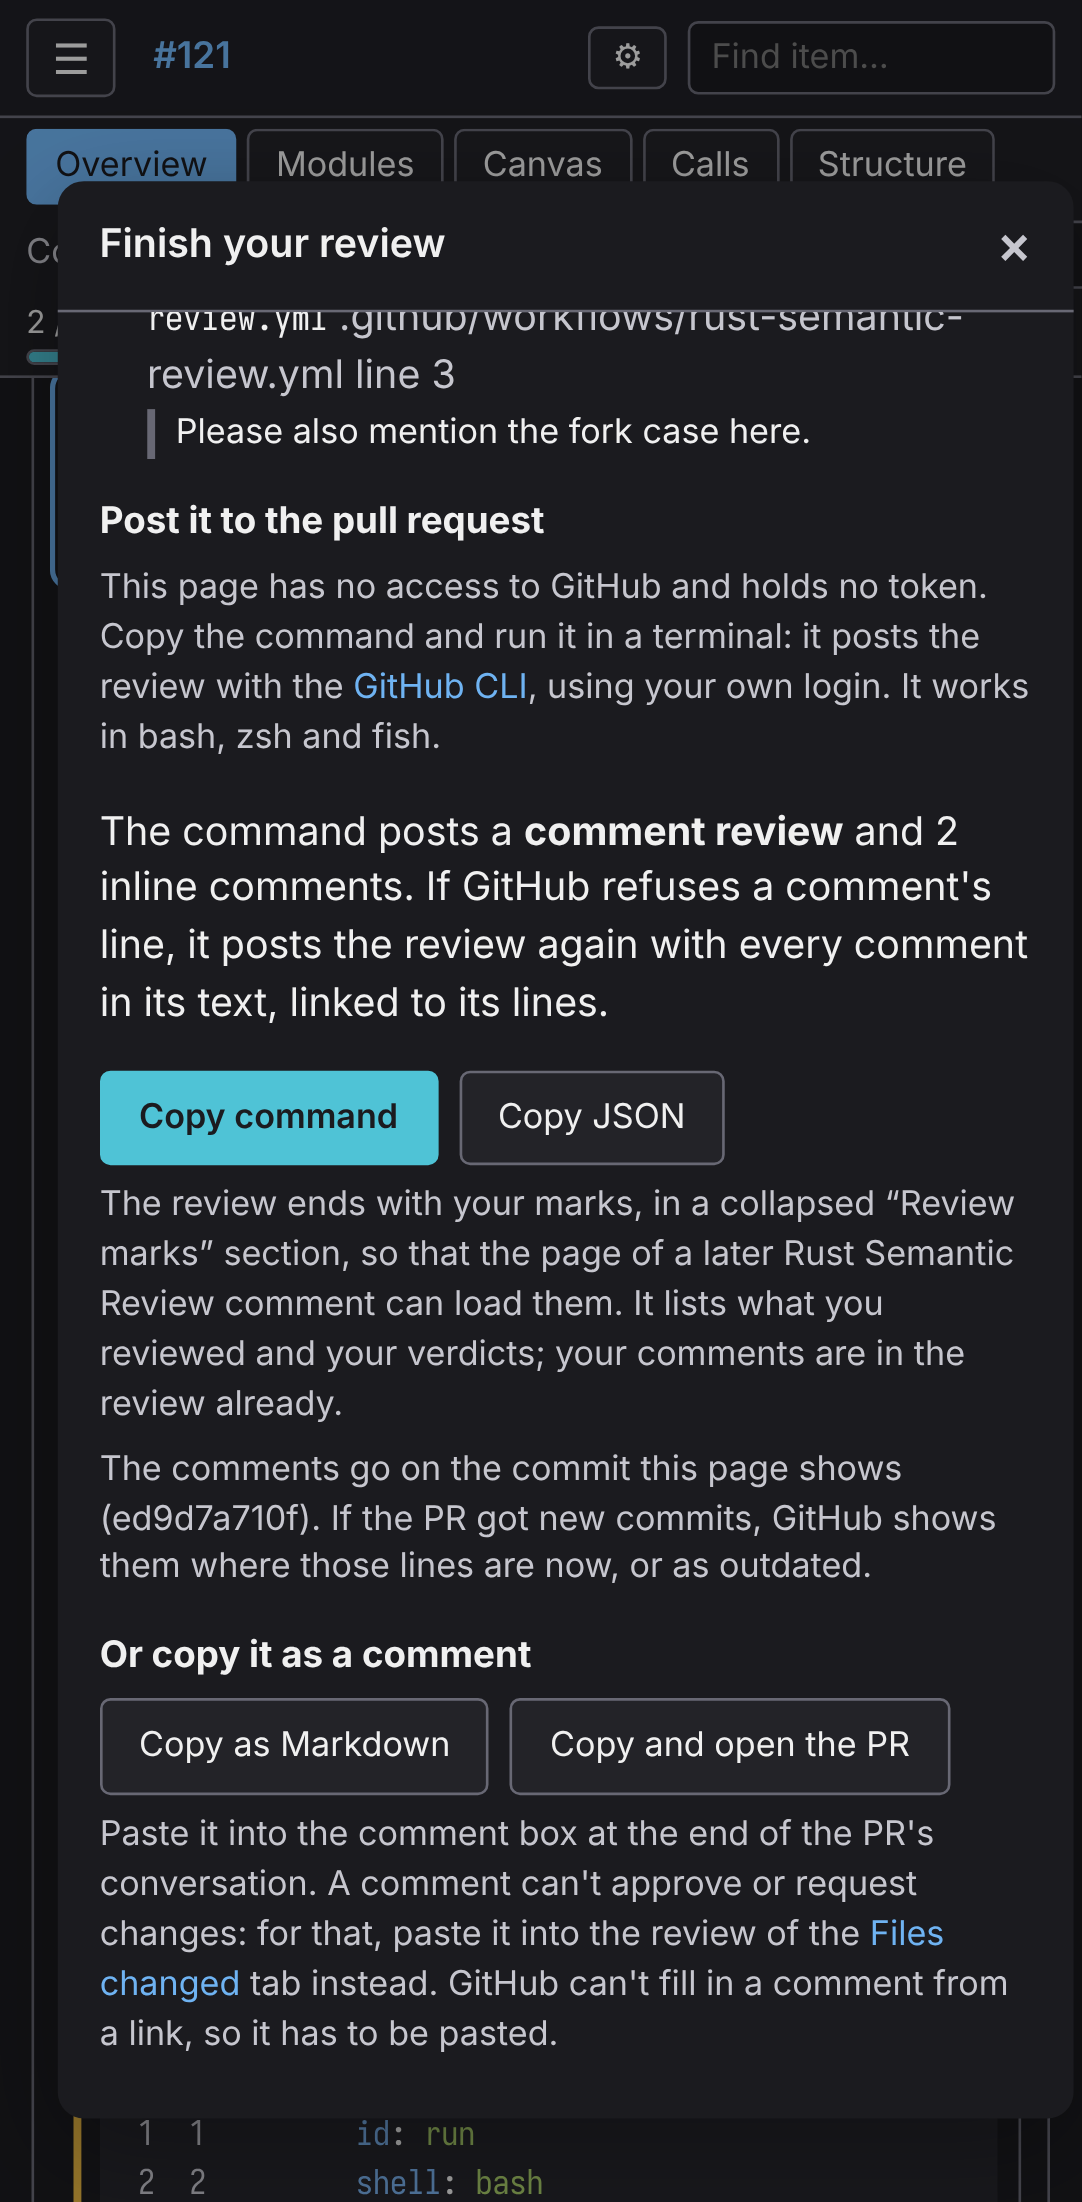 ☰ #121 ⚙ Find item...
Overview Modules Canvas Calls Structure
Co
Finish your review ×
2 /
review.yml .github/workflows/rust-semantic-
review.yml line 3
Please also mention the fork case here.
Post it to the pull request
This page has no access to GitHub and holds no token.
Copy the command and run it in a terminal: it posts the
review with the GitHub CLI, using your own login. It works
in bash, zsh and fish.
The command posts a comment review and 2
inline comments. If GitHub refuses a comment's
line, it posts the review again with every comment
in its text, linked to its lines.
Copy command Copy JSON
The review ends with your marks, in a collapsed “Review
marks” section, so that the page of a later Rust Semantic
Review comment can load them. It lists what you
reviewed and your verdicts; your comments are in the
review already.
The comments go on the commit this page shows
(ed9d7a710f). If the PR got new commits, GitHub shows
them where those lines are now, or as outdated.
Or copy it as a comment
Copy as Markdown Copy and open the PR
Paste it into the comment box at the end of the PR's
conversation. A comment can't approve or request
changes: for that, paste it into the review of the Files
changed tab instead. GitHub can't fill in a comment from
a link, so it has to be pasted.
1 1 id: run
2 2 shell: bash